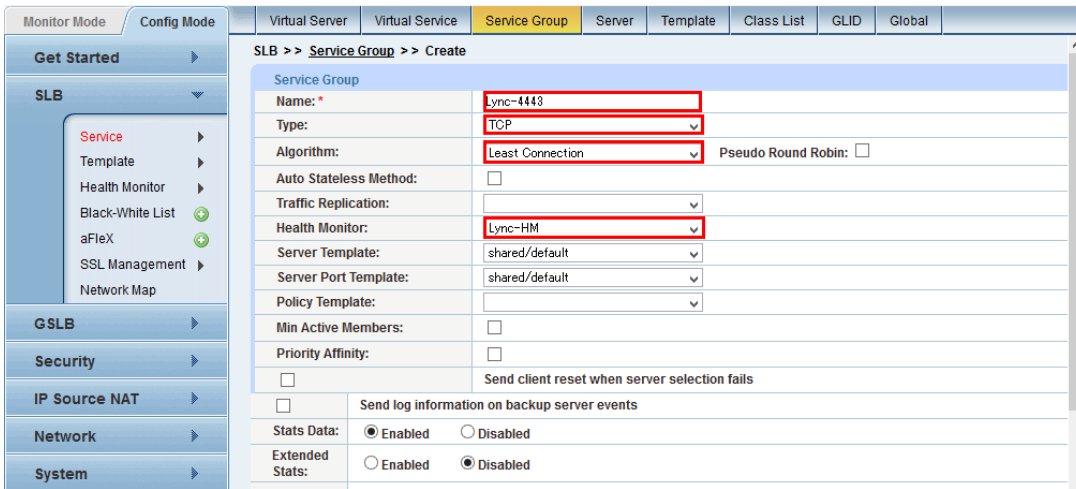 Monitor Mode Config Mode
Virtual Server Virtual Service Service Group Server Template Class List GLID Global
Get Started
SLB
Service
Template
Health Monitor
Black-White List
aFleX
SSL Management
Network Map
GSLB
Security
IP Source NAT
Network
System
SLB >> Service Group >> Create
Service Group
Name: * Lync-4443
Type: TCP
Algorithm: Least Connection Pseudo Round Robin:
Auto Stateless Method:
Traffic Replication:
Health Monitor: Lync-HM
Server Template: shared/default
Server Port Template: shared/default
Policy Template:
Min Active Members:
Priority Affinity:
Send client reset when server selection fails
Send log information on backup server events
Stats Data: Enabled Disabled
Extended
Stats: Enabled Disabled